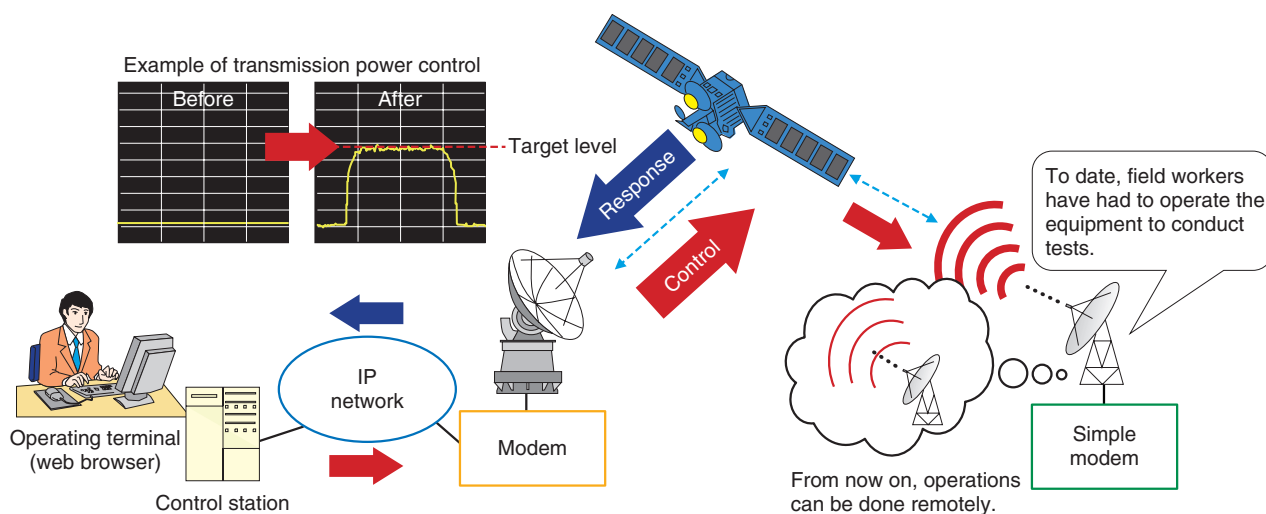 Example of transmission power control
Before
After
Target level
Response
Control
To date, field workers
have had to operate the
equipment to conduct
tests.
IP
network
Operating terminal
(web browser)
Control station
Modem
Simple
modem
From now on, operations
can be done remotely.